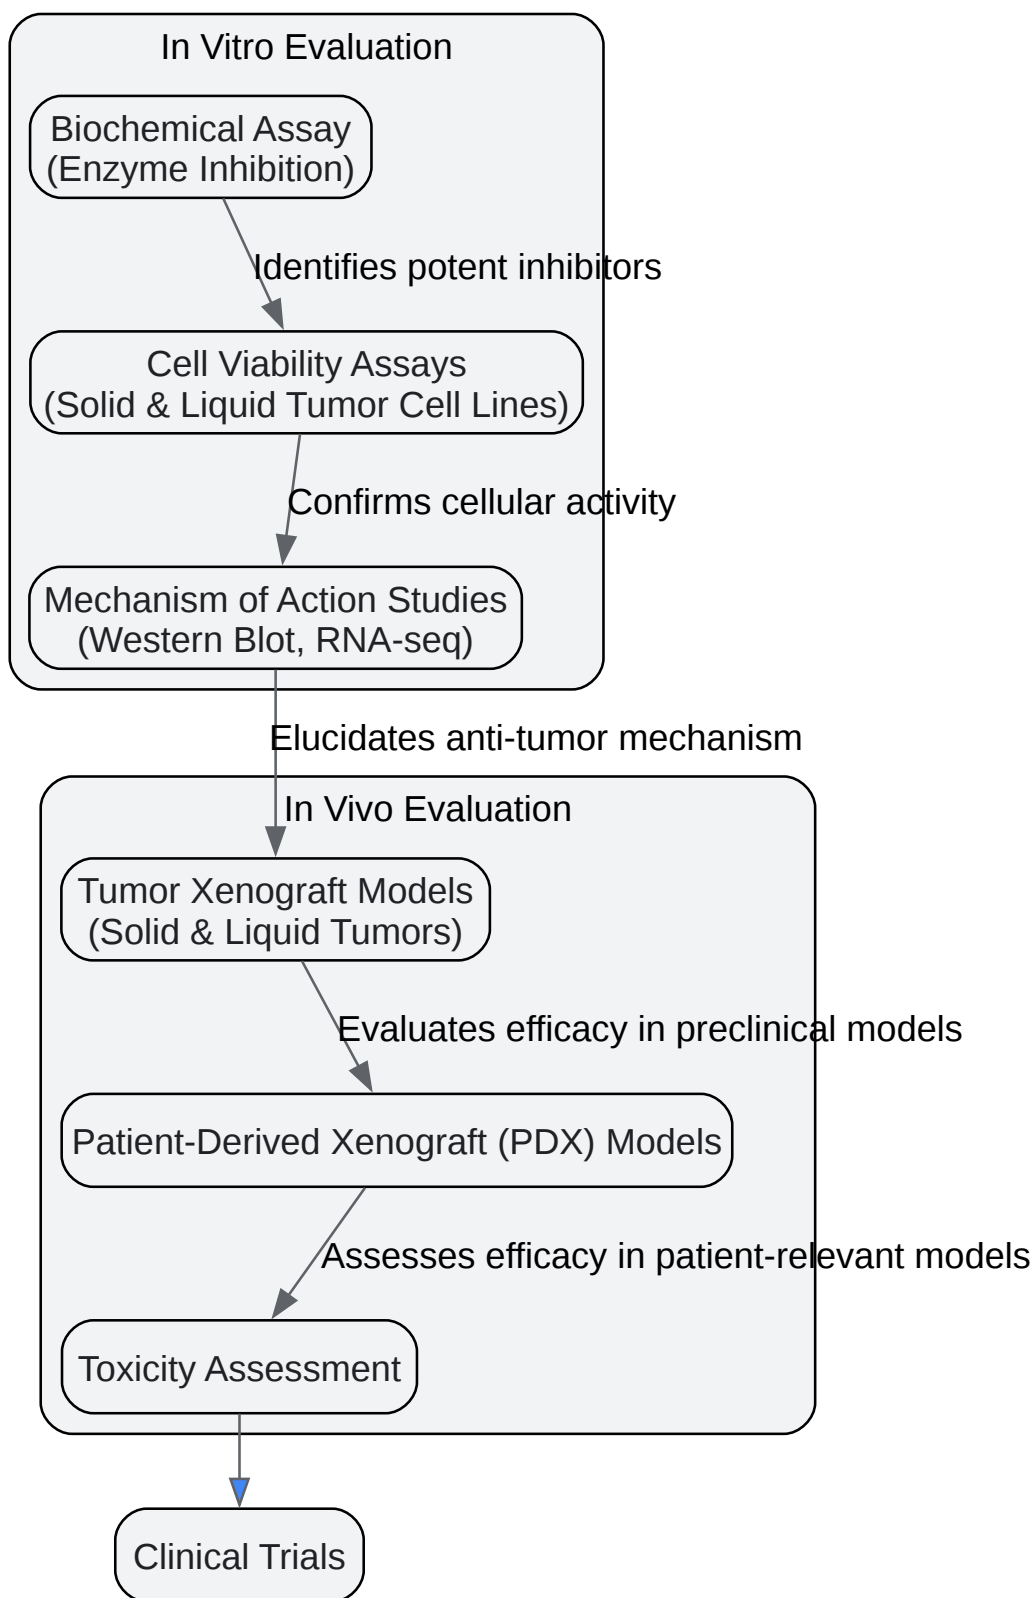 In Vitro Evaluation
Biochemical Assay
(Enzyme Inhibition)
Identifies potent inhibitors
Cell Viability Assays
(Solid & Liquid Tumor Cell Lines)
Confirms cellular activity
Mechanism of Action Studies
(Western Blot, RNA-seq)
Elucidates anti-tumor mechanism
In Vivo Evaluation
Tumor Xenograft Models
(Solid & Liquid Tumors)
Evaluates efficacy in preclinical models
Patient-Derived Xenograft (PDX) Models
Assesses efficacy in patient-relevant models
Toxicity Assessment
Clinical Trials